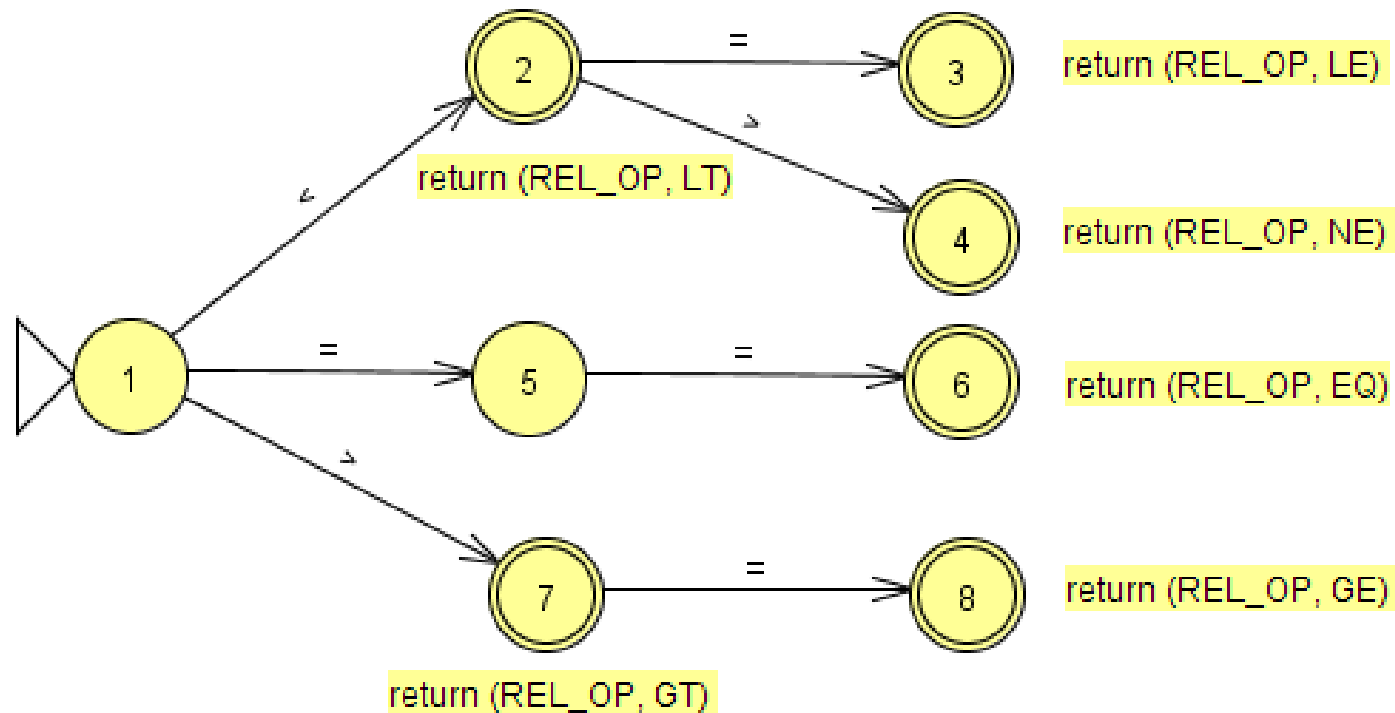 =
2
3
return (REL_OP, LE)
>
<
return (REL_OP, LT)
4
return (REL_OP, NE)
1
=
5
=
6
return (REL_OP, EQ)
>
7
=
8
return (REL_OP, GE)
return (REL_OP, GT)